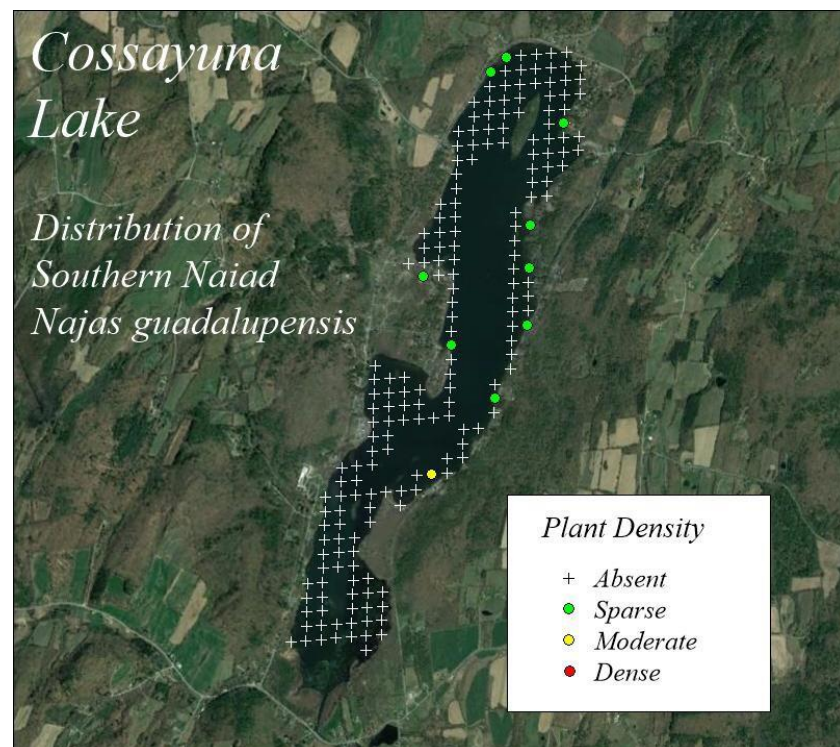 Cossayuna
Lake
Distribution of
Southern Naiad
Najas guadalupensis
Plant Density
Absent
Sparse
Moderate
Dense